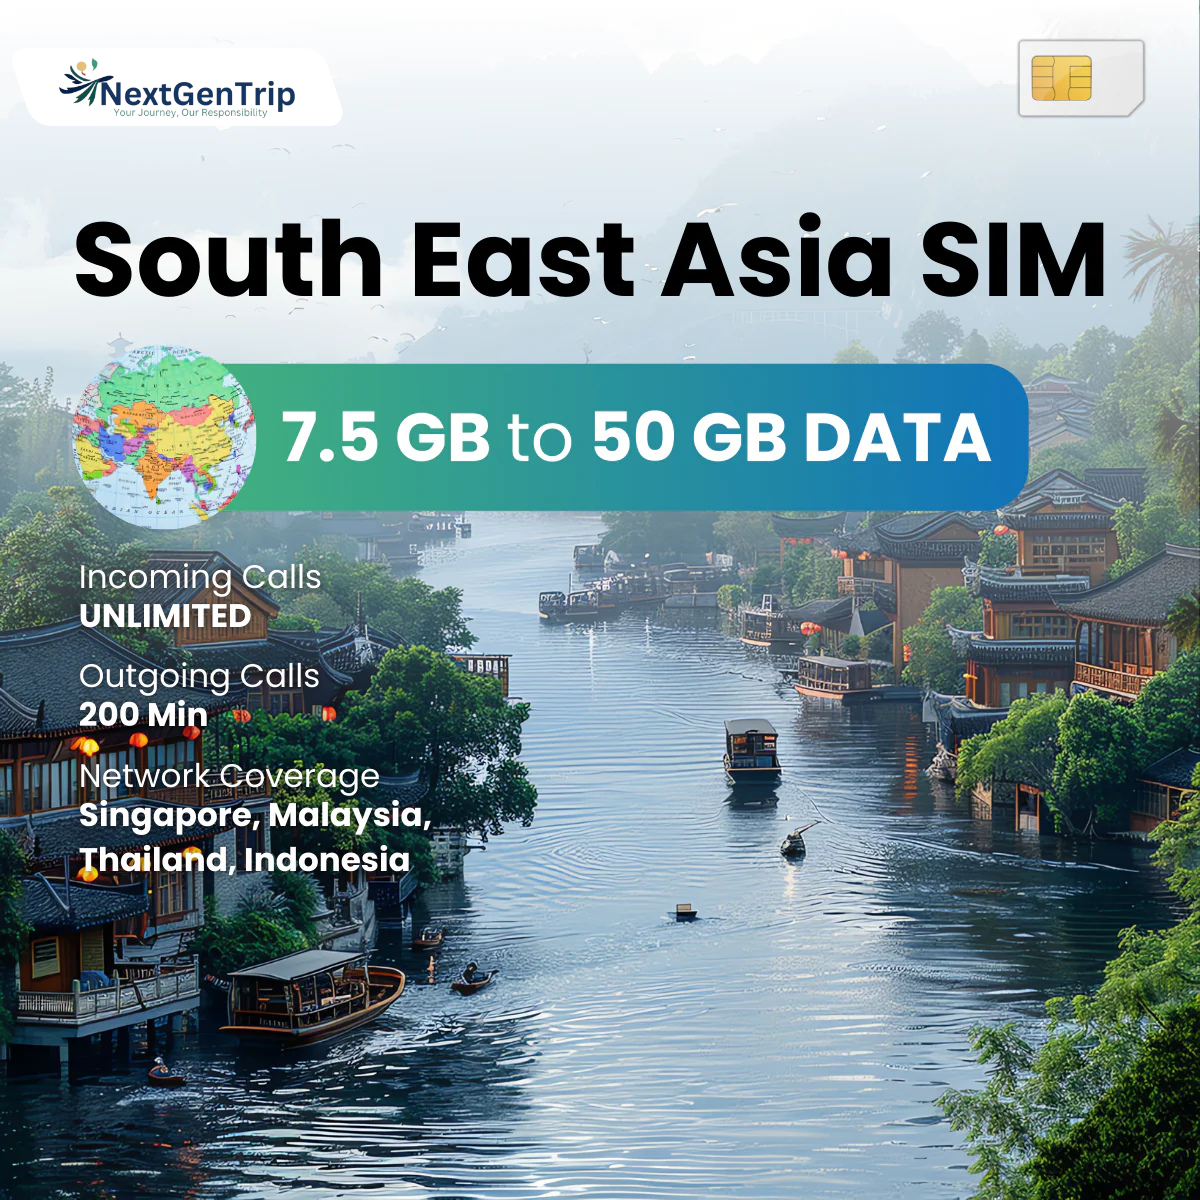 NextGenTrip
Your Journey, Our Responsibility
South East Asia SIM
7.5 GB to 50 GB DATA
Incoming Calls
UNLIMITED
Outgoing Calls
200 Min
Network Coverage
Singapore, Malaysia,
Thailand, Indonesia